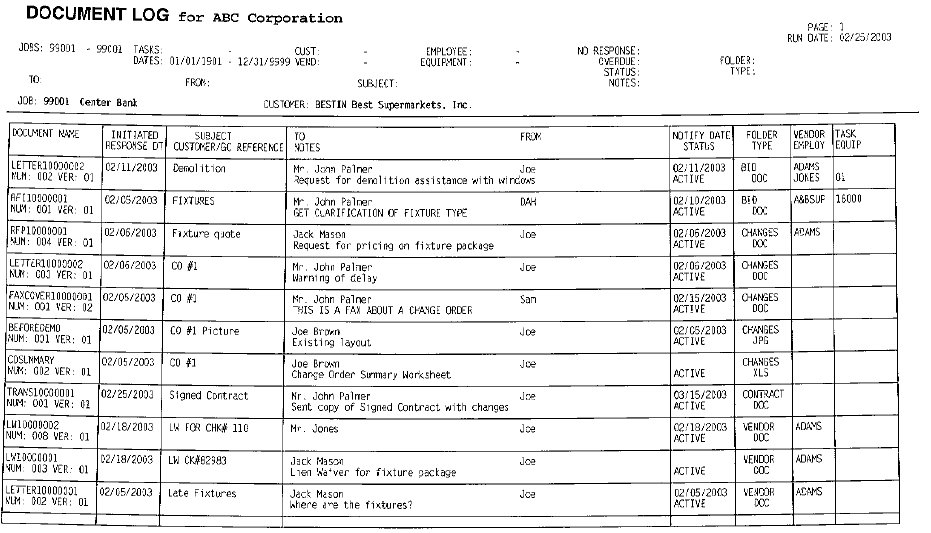 DOCUMENT LOG for ABC Corporation
PAGE: 1
RUN DATE: 02/25/2003
JOBS: 99001 - 99001 TASKS: - CUST: - EMPLOYEE: - NO RESPONSE:
DATES: 01/01/1901 - 12/31/9999 VEND: - EQUIPMENT: - OVERDUE: FOLDER:
STATUS: TYPE:
TO: FROM: SUBJECT: NOTES:
JOB: 99001 Center Bank CUSTOMER: BESTIN Best Supermarkets, Inc.
DOCUMENT NAME INITIATED SUBJECT TO FROM NOTIFY DATE FOLDER VENDOR TASK
RESPONSE DT CUSTOMER/GC REFERENCE NOTES STATUS TYPE EMPLOY EQUIP
LETTER10000002 02/11/2003 Demolition Mr. John Palmer Joe 02/11/2003 BID ADAMS
NUM: 002 VER: 01 Request for demolition assistance with windows ACTIVE DOC JONES 01
RFI10000001 02/05/2003 FIXTURES Mr. John Palmer DAH 02/10/2003 BID A&BSUP 16000
NUM: 001 VER: 01 GET CLARIFICATION OF FIXTURE TYPE ACTIVE DOC
RFP10000001 02/06/2003 Fixture quote Jack Mason Joe 02/06/2003 CHANGES ADAMS
NUM: 004 VER: 01 Request for pricing on fixture package ACTIVE DOC
LETTER10000002 02/06/2003 CO #1 Mr. John Palmer Joe 02/06/2003 CHANGES
NUM: 003 VER: 01 Warning of delay ACTIVE DOC
FAXCOVER10000001 02/05/2003 CO #1 Mr. John Palmer Sam 02/15/2003 CHANGES
NUM: 001 VER: 02 THIS IS A FAX ABOUT A CHANGE ORDER ACTIVE DOC
BEFOREDEMO 02/05/2003 CO #1 Picture Joe Brown Joe 02/05/2003 CHANGES
NUM: 001 VER: 01 Existing layout ACTIVE JPG
COSUMMARY 02/05/2003 CO #1 Joe Brown Joe CHANGES
NUM: 002 VER: 01 Change Order Summary Worksheet ACTIVE XLS
TRANS10000001 02/25/2003 Signed Contract Mr. John Palmer Joe 03/15/2003 CONTRACT
NUM: 001 VER: 01 Sent copy of Signed Contract with changes ACTIVE DOC
LW10000002 02/18/2003 LW FOR CHK# 110 Mr. Jones Joe 02/18/2003 VENDOR ADAMS
NUM: 008 VER: 01 ACTIVE DOC
LW10000001 02/18/2003 LW CK#82983 Jack Mason Joe VENDOR ADAMS
NUM: 003 VER: 01 Lien Waiver for fixture package ACTIVE DOC
LETTER10000001 02/05/2003 Late Fixtures Jack Mason Joe 02/05/2003 VENDOR ADAMS
NUM: 002 VER: 01 Where are the fixtures? ACTIVE DOC